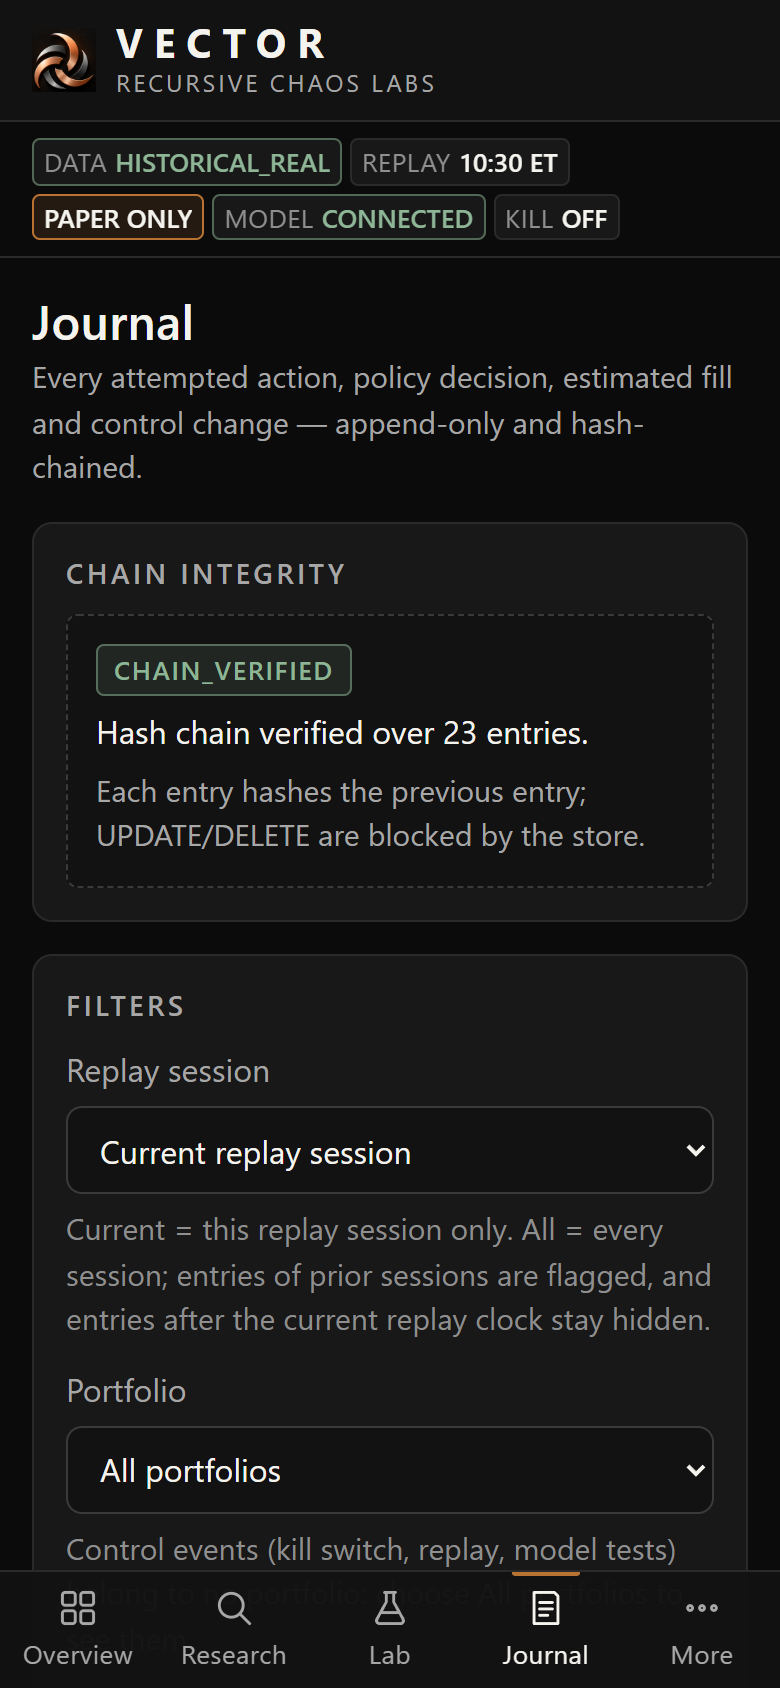 VECTOR
RECURSIVE CHAOS LABS
DATA HISTORICAL_REAL REPLAY 10:30 ET
PAPER ONLY MODEL CONNECTED KILL OFF
Journal
Every attempted action, policy decision, estimated fill
and control change — append-only and hash-
chained.
CHAIN INTEGRITY
CHAIN_VERIFIED
Hash chain verified over 23 entries.
Each entry hashes the previous entry;
UPDATE/DELETE are blocked by the store.
FILTERS
Replay session
Current replay session
Current = this replay session only. All = every
session; entries of prior sessions are flagged, and
entries after the current replay clock stay hidden.
Portfolio
All portfolios
Control events (kill switch, replay, model tests)
Overview Research Lab Journal More